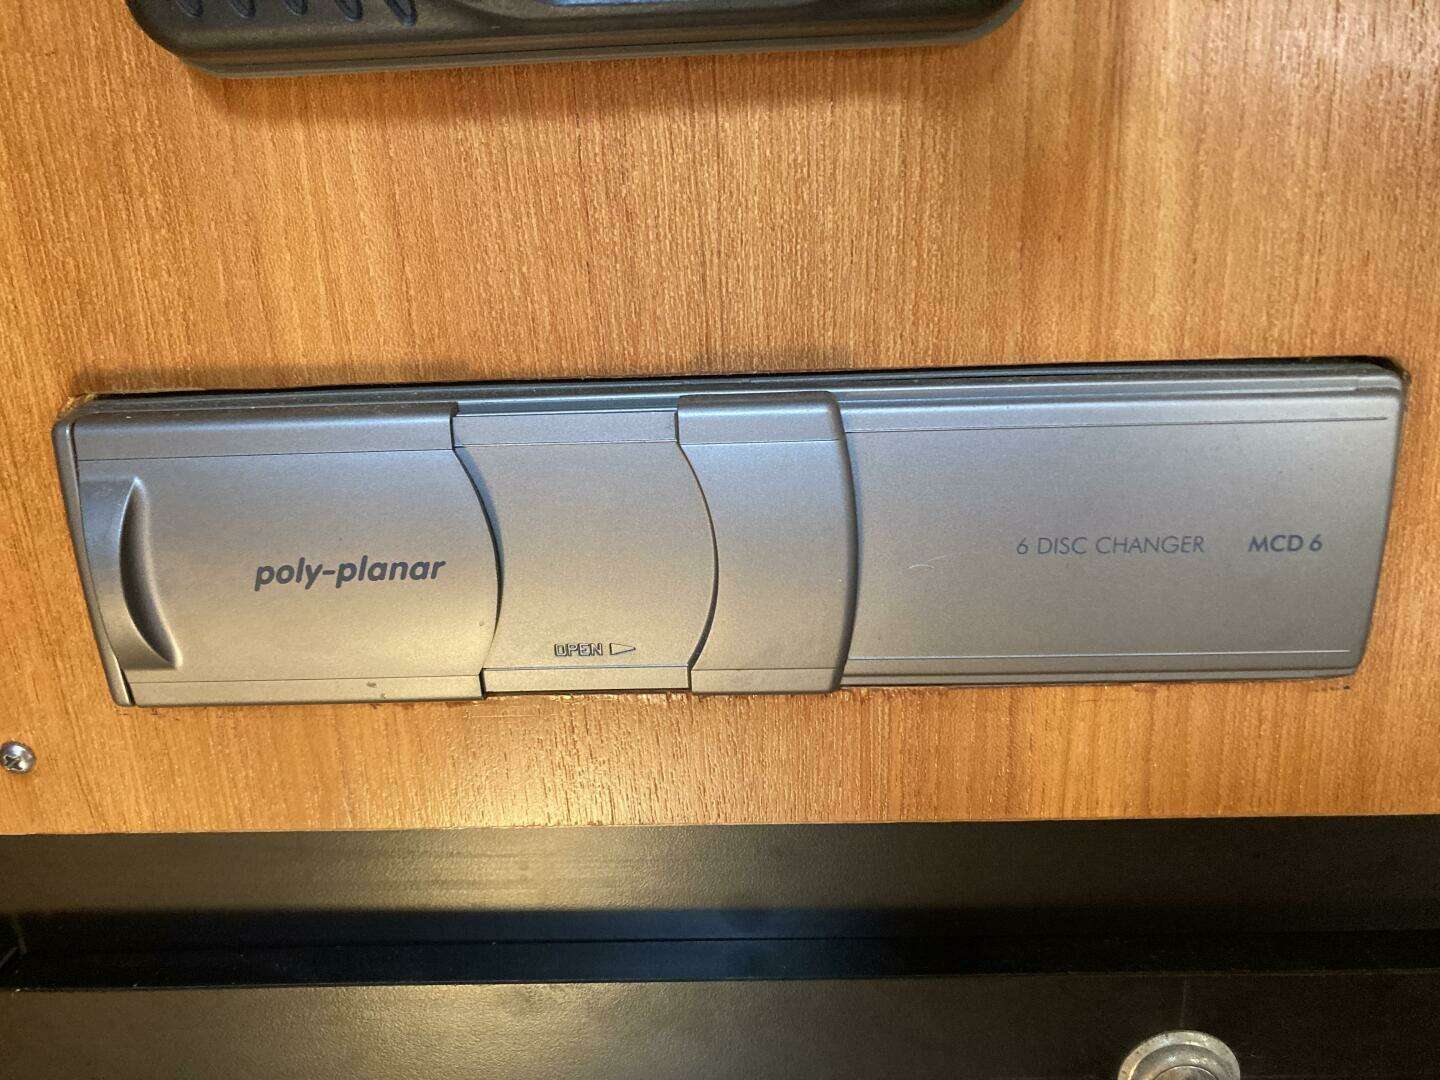 poly-planar
OPEN
6 DISC CHANGER MCD 6